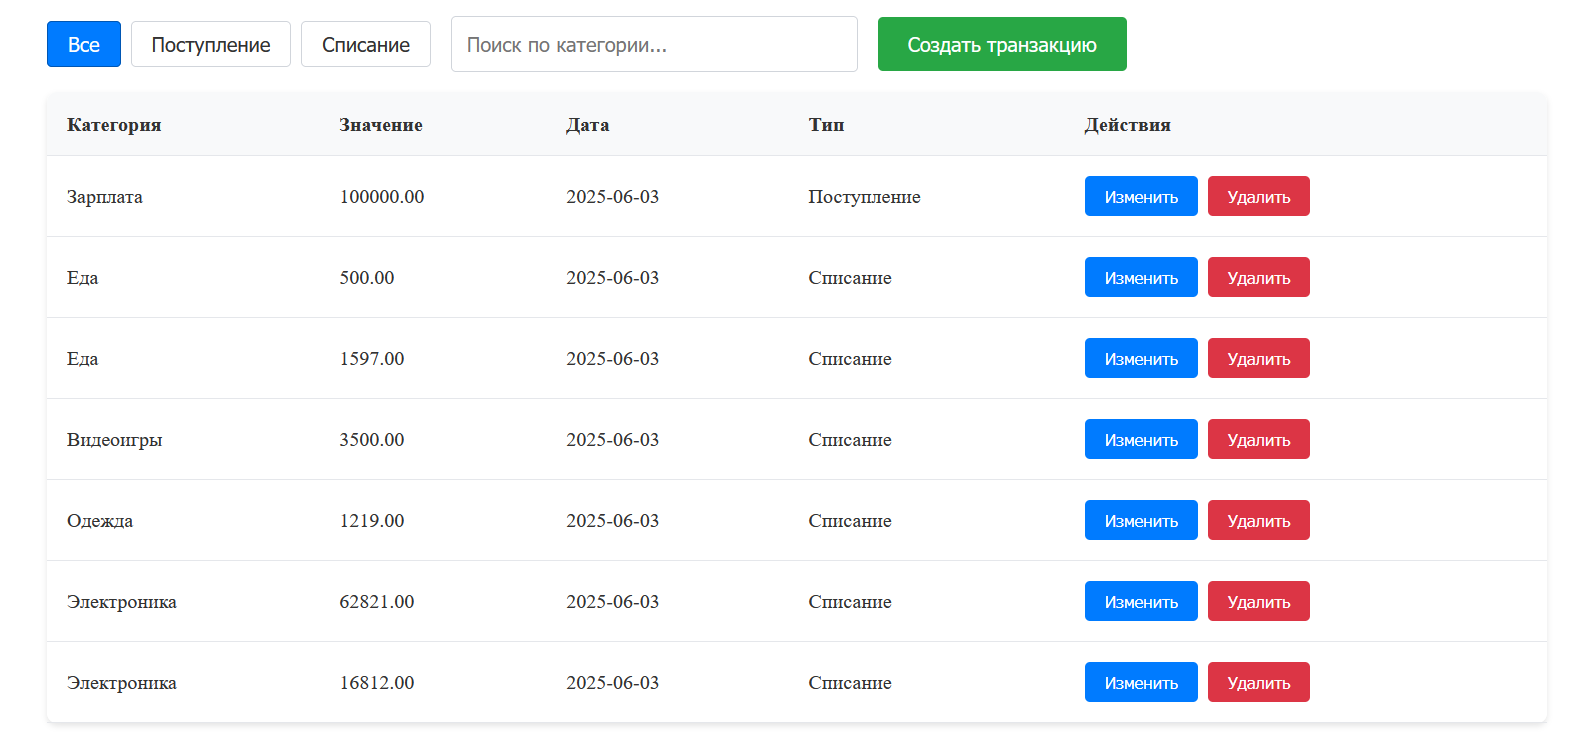 Все Поступление Списание Поиск по категории... Создать транзакцию
Категория Значение Дата Тип Действия
Зарплата 100000.00 2025-06-03 Поступление Изменить Удалить
Еда 500.00 2025-06-03 Списание Изменить Удалить
Еда 1597.00 2025-06-03 Списание Изменить Удалить
Видеоигры 3500.00 2025-06-03 Списание Изменить Удалить
Одежда 1219.00 2025-06-03 Списание Изменить Удалить
Электроника 62821.00 2025-06-03 Списание Изменить Удалить
Электроника 16812.00 2025-06-03 Списание Изменить Удалить